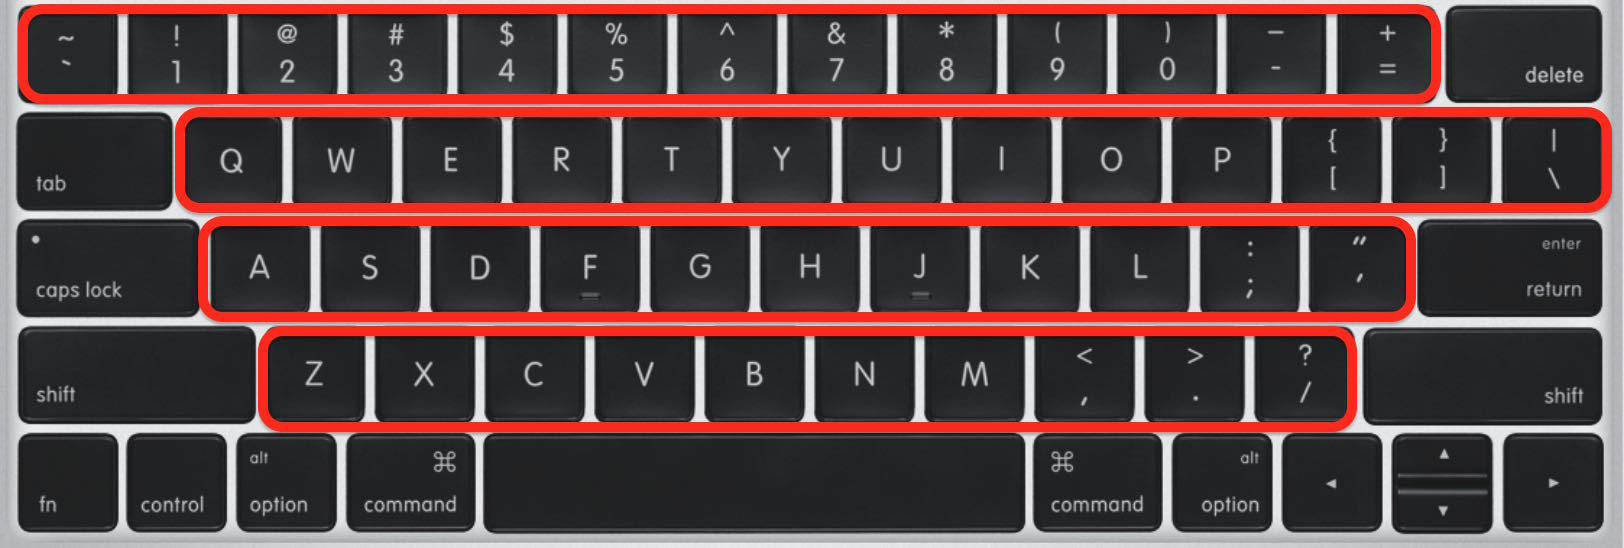 ~ ! @ # $ % ^ & * ( ) — +
` 1 2 3 4 5 6 7 8 9 0 - = delete
tab Q W E R T Y U I O P { [ } ] | \
caps lock A S D F G H J K L : ; " ' enter return
shift Z X C V B N M < , > . ? / shift
fn control alt option ⌘ command ⌘ command alt option ◄ ▲ ▼ ►